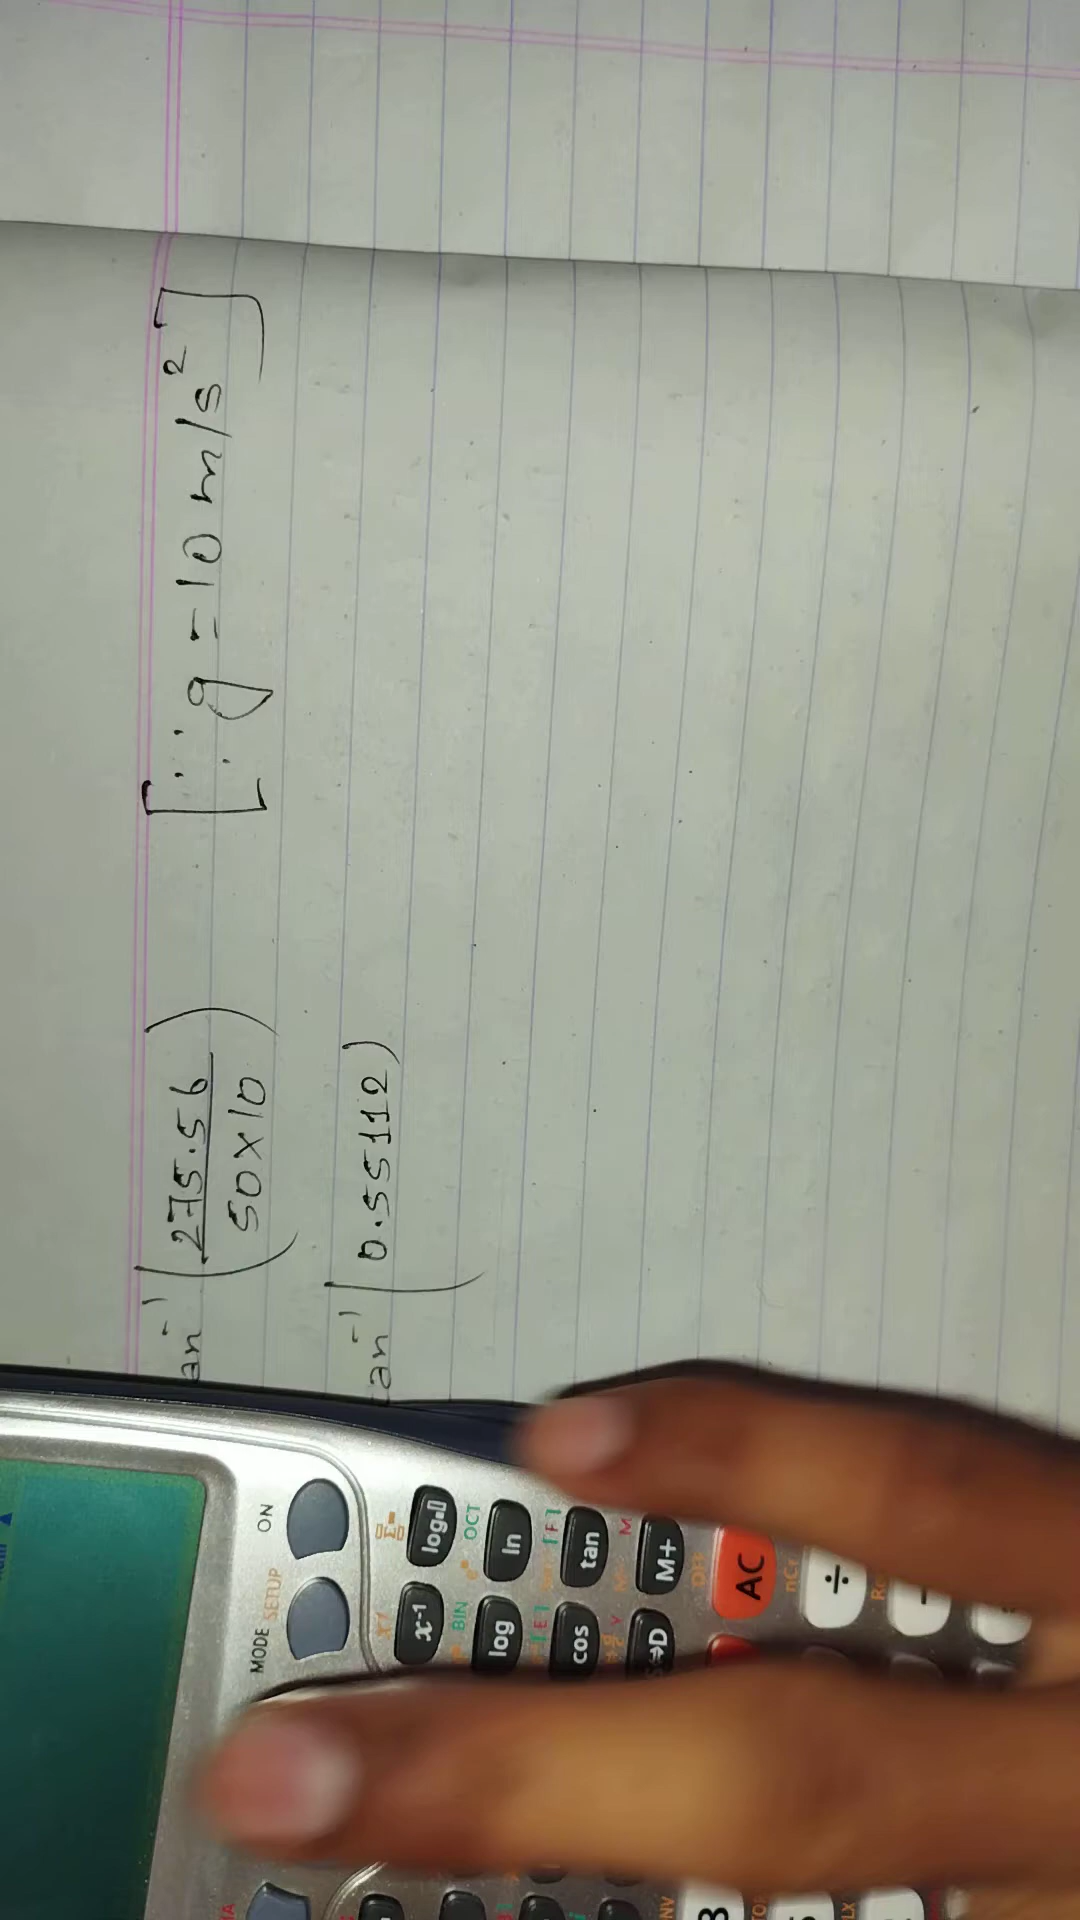 an⁻¹ (275.56 / 50×10) [∵ g = 10 m/s²]
an⁻¹ (0.55112)
ON
MODE SETUP
log
OCT
x⁻¹
BIN
ln
log
tan
cos
M
M+
S⇔D
AC
nCr
÷